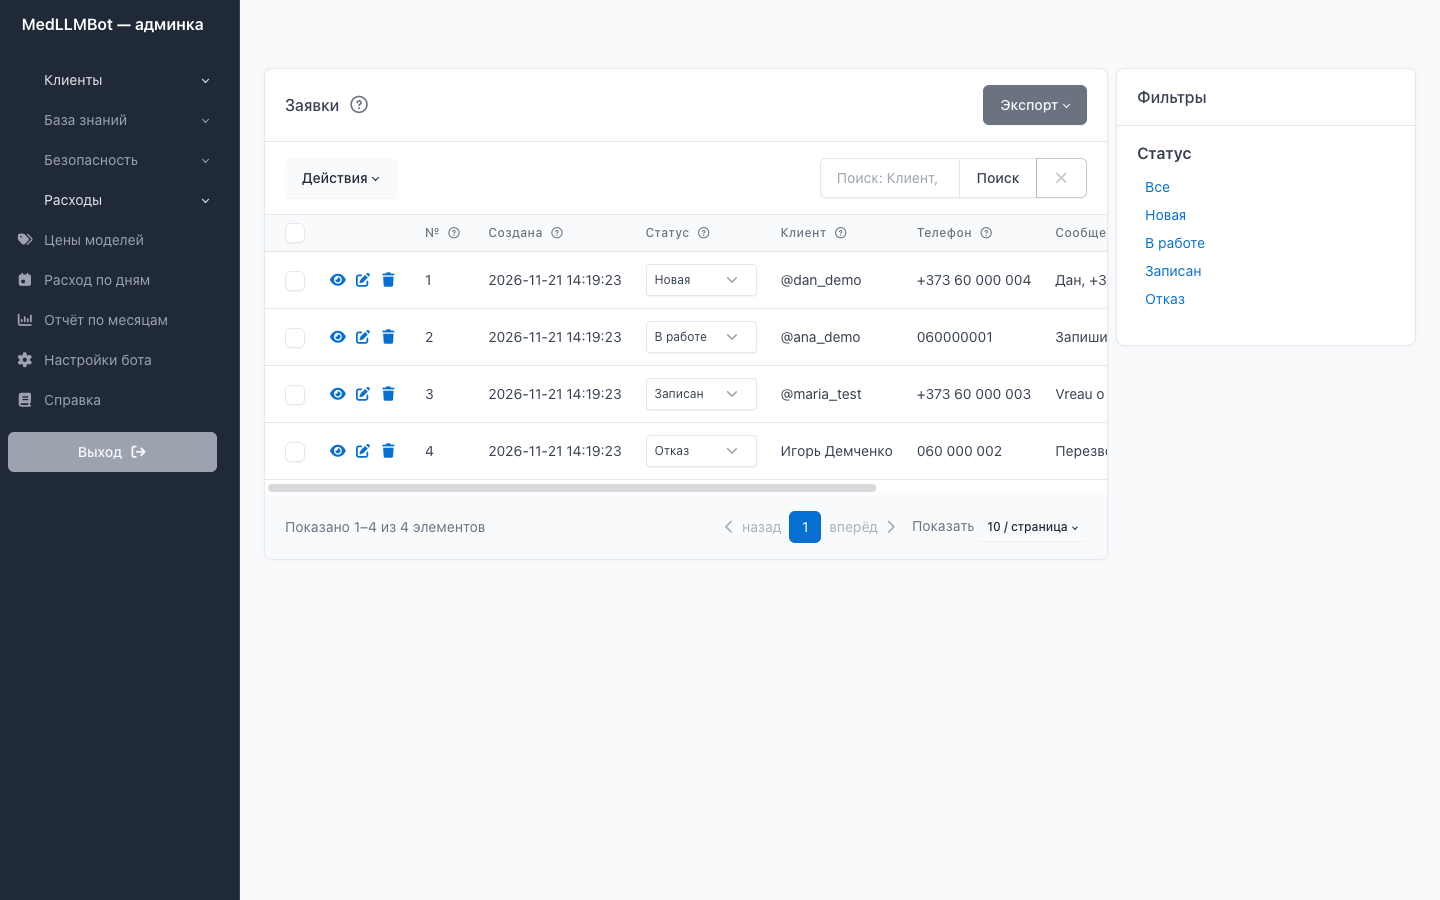 MedLLMBot — админка
Клиенты
База знаний
Безопасность
Расходы
Цены моделей
Расход по дням
Отчёт по месяцам
Настройки бота
Справка
Выход
Заявки
Экспорт
Действия
Поиск: Клиент,
Поиск
№ Создана Статус Клиент Телефон Сообще
1 2026-11-21 14:19:23 Новая @dan_demo +373 60 000 004 Дан, +3
2 2026-11-21 14:19:23 В работе @ana_demo 060000001 Запиши
3 2026-11-21 14:19:23 Записан @maria_test +373 60 000 003 Vreau o
4 2026-11-21 14:19:23 Отказ Игорь Демченко 060 000 002 Перезво
Показано 1–4 из 4 элементов
назад 1 вперёд Показать 10 / страница
Фильтры
Статус
Все
Новая
В работе
Записан
Отказ